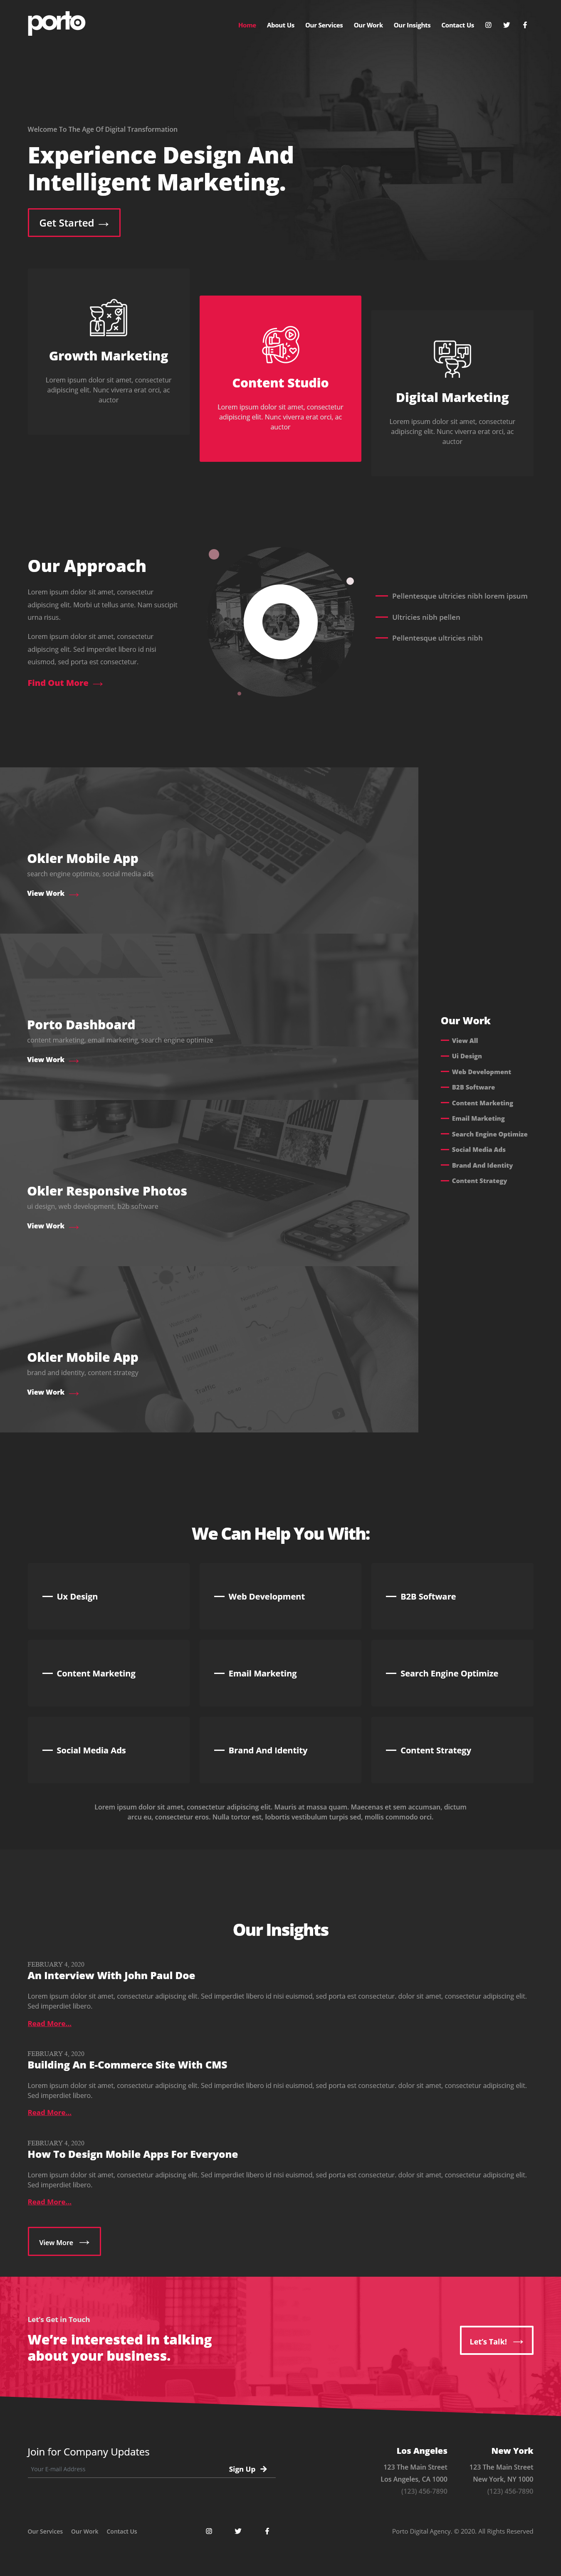 porto
Home About Us Our Services Our Work Our Insights Contact Us
Welcome To The Age Of Digital Transformation
Experience Design And
Intelligent Marketing.
Get Started →
Growth Marketing
Lorem ipsum dolor sit amet, consectetur
adipiscing elit. Nunc viverra erat orci, ac
auctor
Content Studio
Lorem ipsum dolor sit amet, consectetur
adipiscing elit. Nunc viverra erat orci, ac
auctor
Digital Marketing
Lorem ipsum dolor sit amet, consectetur
adipiscing elit. Nunc viverra erat orci, ac
auctor
Our Approach
Lorem ipsum dolor sit amet, consectetur
adipiscing elit. Morbi ut tellus ante. Nam suscipit
urna risus.
Lorem ipsum dolor sit amet, consectetur
adipiscing elit. Sed imperdiet libero id nisi
euismod, sed porta est consectetur.
Find Out More →
Pellentesque ultricies nibh lorem ipsum
Ultricies nibh pellen
Pellentesque ultricies nibh
Okler Mobile App
search engine optimize, social media ads
View Work →
Porto Dashboard
content marketing, email marketing, search engine optimize
View Work →
Okler Responsive Photos
ui design, web development, b2b software
View Work →
Okler Mobile App
brand and identity, content strategy
View Work →
Our Work
View All
Ui Design
Web Development
B2B Software
Content Marketing
Email Marketing
Search Engine Optimize
Social Media Ads
Brand And Identity
Content Strategy
We Can Help You With:
Ux Design
Web Development
B2B Software
Content Marketing
Email Marketing
Search Engine Optimize
Social Media Ads
Brand And Identity
Content Strategy
Lorem ipsum dolor sit amet, consectetur adipiscing elit. Mauris at massa quam. Maecenas et sem accumsan, dictum
arcu eu, consectetur eros. Nulla tortor est, lobortis vestibulum turpis sed, mollis commodo orci.
Our Insights
FEBRUARY 4, 2020
An Interview With John Paul Doe
Lorem ipsum dolor sit amet, consectetur adipiscing elit. Sed imperdiet libero id nisi euismod, sed porta est consectetur. dolor sit amet, consectetur adipiscing elit.
Sed imperdiet libero.
Read More...
FEBRUARY 4, 2020
Building An E-Commerce Site With CMS
Lorem ipsum dolor sit amet, consectetur adipiscing elit. Sed imperdiet libero id nisi euismod, sed porta est consectetur. dolor sit amet, consectetur adipiscing elit.
Sed imperdiet libero.
Read More...
FEBRUARY 4, 2020
How To Design Mobile Apps For Everyone
Lorem ipsum dolor sit amet, consectetur adipiscing elit. Sed imperdiet libero id nisi euismod, sed porta est consectetur. dolor sit amet, consectetur adipiscing elit.
Sed imperdiet libero.
Read More...
View More →
Let's Get in Touch
We're interested in talking
about your business.
Let's Talk! →
Join for Company Updates
Your E-mail Address
Sign Up →
Los Angeles
123 The Main Street
Los Angeles, CA 1000
(123) 456-7890
New York
123 The Main Street
New York, NY 1000
(123) 456-7890
Our Services Our Work Contact Us
Porto Digital Agency. © 2020. All Rights Reserved